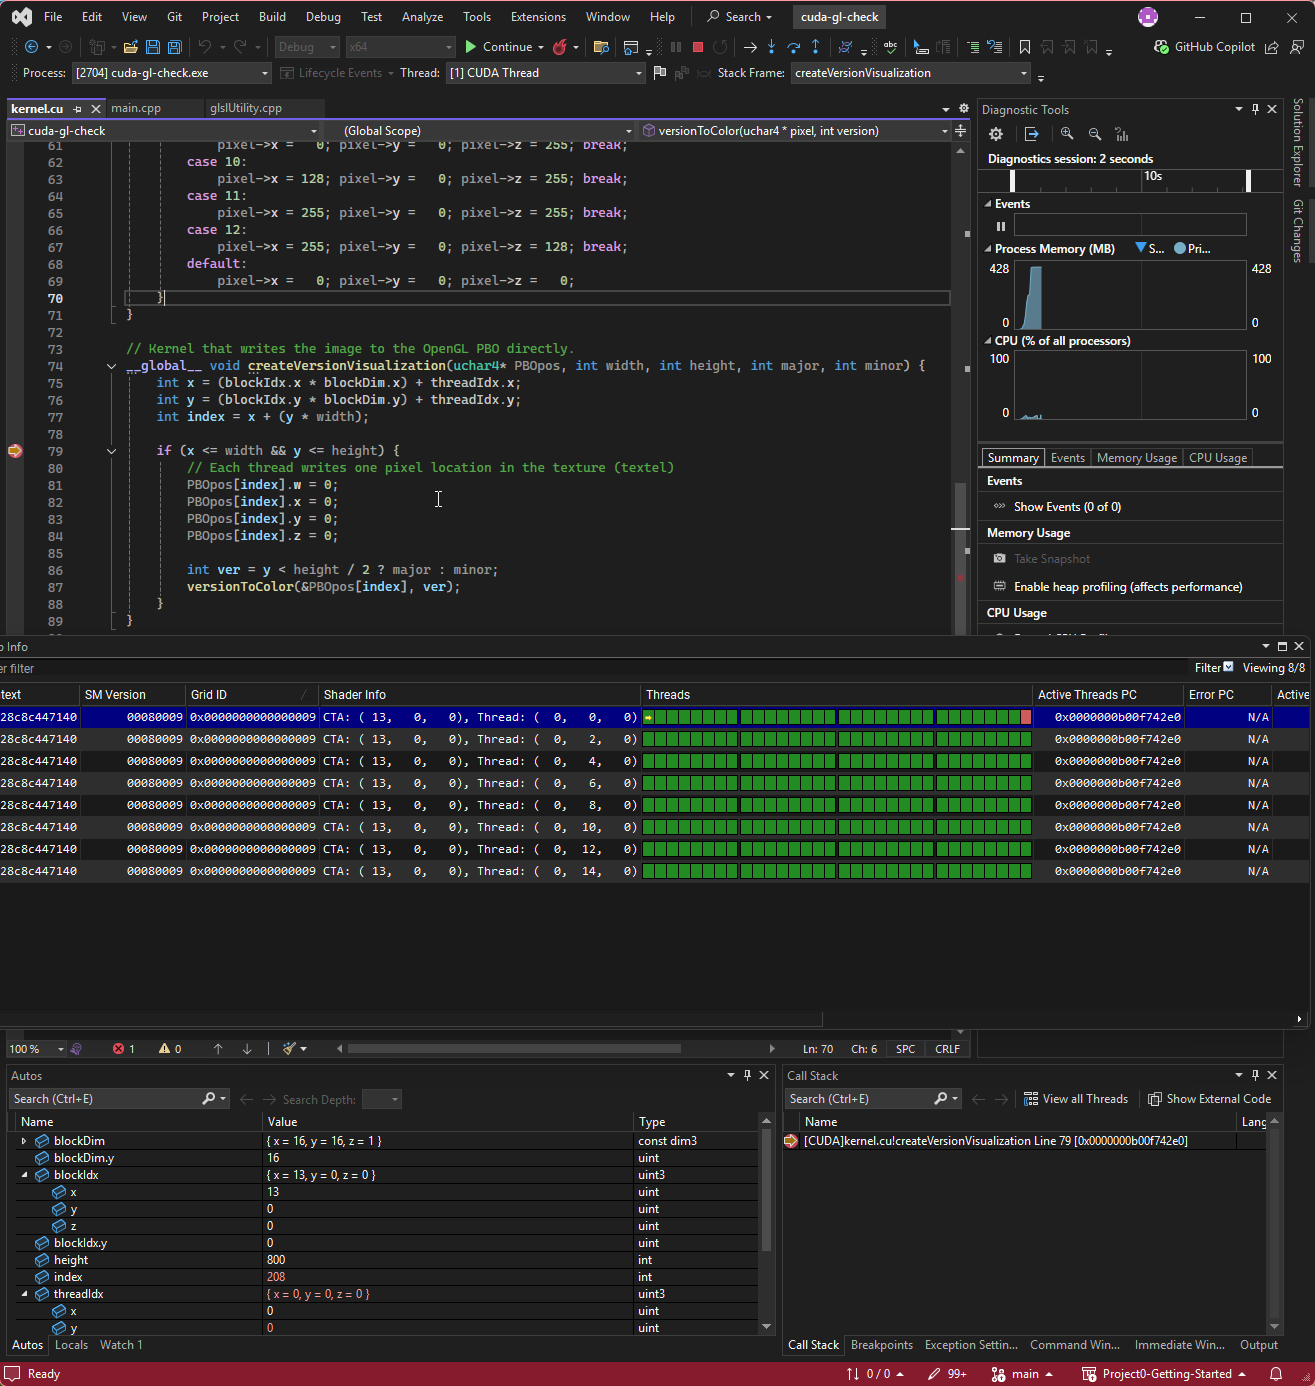 File Edit View Git Project Build Debug Test Analyze Tools Extensions Window Help Search cuda-gl-check
Debug x64 Continue abc GitHub Copilot
Process: [2704] cuda-gl-check.exe Lifecycle Events Thread: [1] CUDA Thread Stack Frame: createVersionVisualization
kernel.cu main.cpp glslUtility.cpp
cuda-gl-check (Global Scope) versionToColor(uchar4 * pixel, int version)
61 pixel->x =   0; pixel->y =   0; pixel->z = 255; break;
62 case 10:
63 pixel->x = 128; pixel->y =   0; pixel->z = 255; break;
64 case 11:
65 pixel->x = 255; pixel->y =   0; pixel->z = 255; break;
66 case 12:
67 pixel->x = 255; pixel->y =   0; pixel->z = 128; break;
68 default:
69 pixel->x =   0; pixel->y =   0; pixel->z =   0;
70 }
71 }
72
73 // Kernel that writes the image to the OpenGL PBO directly.
74 __global__ void createVersionVisualization(uchar4* PBOpos, int width, int height, int major, int minor) {
75 int x = (blockIdx.x * blockDim.x) + threadIdx.x;
76 int y = (blockIdx.y * blockDim.y) + threadIdx.y;
77 int index = x + (y * width);
78
79 if (x <= width && y <= height) {
80 // Each thread writes one pixel location in the texture (textel)
81 PBOpos[index].w = 0;
82 PBOpos[index].x = 0;
83 PBOpos[index].y = 0;
84 PBOpos[index].z = 0;
85
86 int ver = y < height / 2 ? major : minor;
87 versionToColor(&PBOpos[index], ver);
88 }
89 }
Diagnostic Tools
Diagnostics session: 2 seconds
10s
Events
Process Memory (MB) S... Pri...
428 428
0 0
CPU (% of all processors)
100 100
0 0
Summary Events Memory Usage CPU Usage
Events
Show Events (0 of 0)
Memory Usage
Take Snapshot
Enable heap profiling (affects performance)
CPU Usage
Solution Explorer
Git Changes
Info
filter Filter Viewing 8/8
text SM Version Grid ID Shader Info Threads Active Threads PC Error PC Active
28c8c447140 00080009 0x0000000000000009 CTA: ( 13,   0,   0), Thread: (  0,   0,   0) 0x0000000b00f742e0 N/A
28c8c447140 00080009 0x0000000000000009 CTA: ( 13,   0,   0), Thread: (  0,   2,   0) 0x0000000b00f742e0 N/A
28c8c447140 00080009 0x0000000000000009 CTA: ( 13,   0,   0), Thread: (  0,   4,   0) 0x0000000b00f742e0 N/A
28c8c447140 00080009 0x0000000000000009 CTA: ( 13,   0,   0), Thread: (  0,   6,   0) 0x0000000b00f742e0 N/A
28c8c447140 00080009 0x0000000000000009 CTA: ( 13,   0,   0), Thread: (  0,   8,   0) 0x0000000b00f742e0 N/A
28c8c447140 00080009 0x0000000000000009 CTA: ( 13,   0,   0), Thread: (  0,  10,   0) 0x0000000b00f742e0 N/A
28c8c447140 00080009 0x0000000000000009 CTA: ( 13,   0,   0), Thread: (  0,  12,   0) 0x0000000b00f742e0 N/A
28c8c447140 00080009 0x0000000000000009 CTA: ( 13,   0,   0), Thread: (  0,  14,   0) 0x0000000b00f742e0 N/A
100 % 1 0 Ln: 70 Ch: 6 SPC CRLF
Autos
Search (Ctrl+E) Search Depth:
Name Value Type
blockDim { x = 16, y = 16, z = 1 } const dim3
blockDim.y 16 uint
blockIdx { x = 13, y = 0, z = 0 } uint3
x 13 uint
y 0 uint
z 0 uint
blockIdx.y 0 uint
height 800 int
index 208 int
threadIdx { x = 0, y = 0, z = 0 } uint3
x 0 uint
y 0 uint
Autos Locals Watch 1
Call Stack
Search (Ctrl+E) View all Threads Show External Code
Name Lang
[CUDA]kernel.cu!createVersionVisualization Line 79 [0x0000000b00f742e0]
Call Stack Breakpoints Exception Settin... Command Win... Immediate Win... Output
Ready 0 / 0 99+ main Project0-Getting-Started